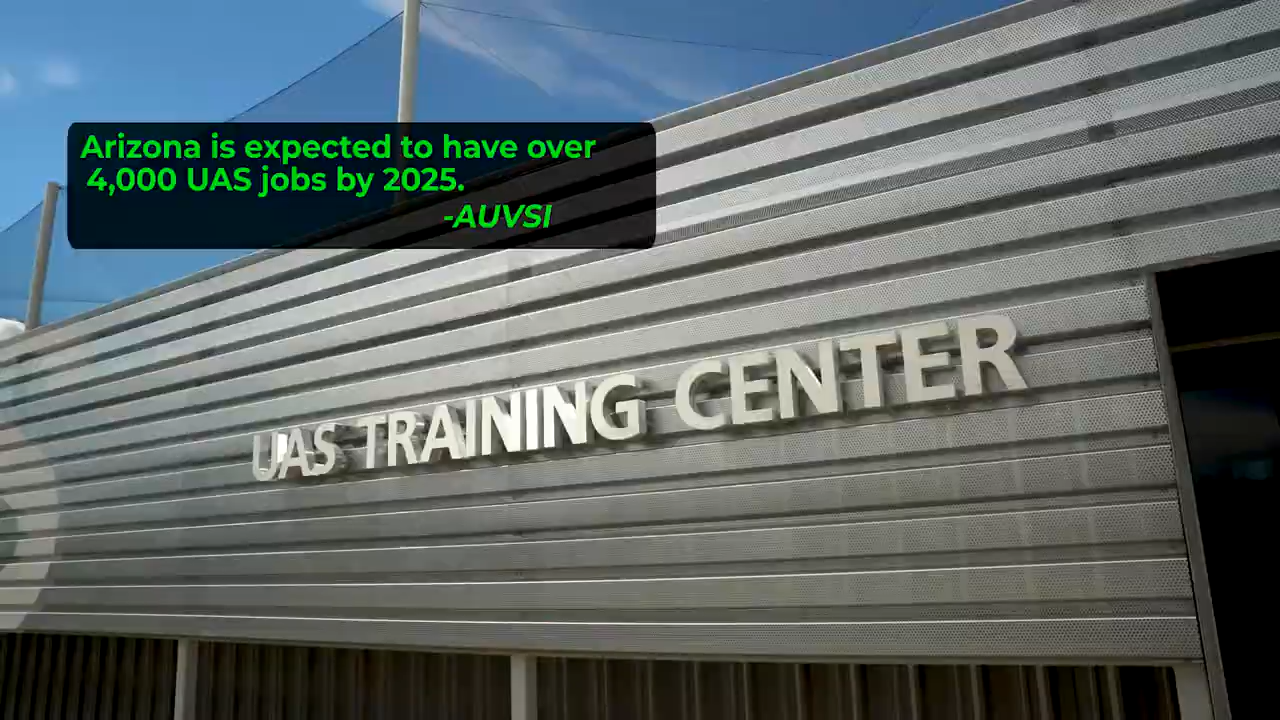 Arizona is expected to have over
4,000 UAS jobs by 2025.
-AUVSI
UAS TRAINING CENTER